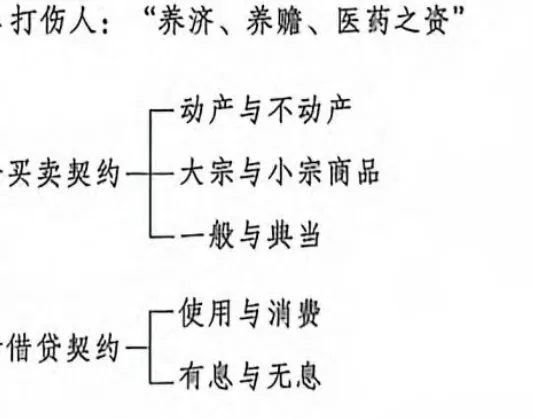 打伤人：“养济、养赡、医药之资”
动产与不动产
买卖契约
大宗与小宗商品
一般与典当
使用与消费
借贷契约
有息与无息